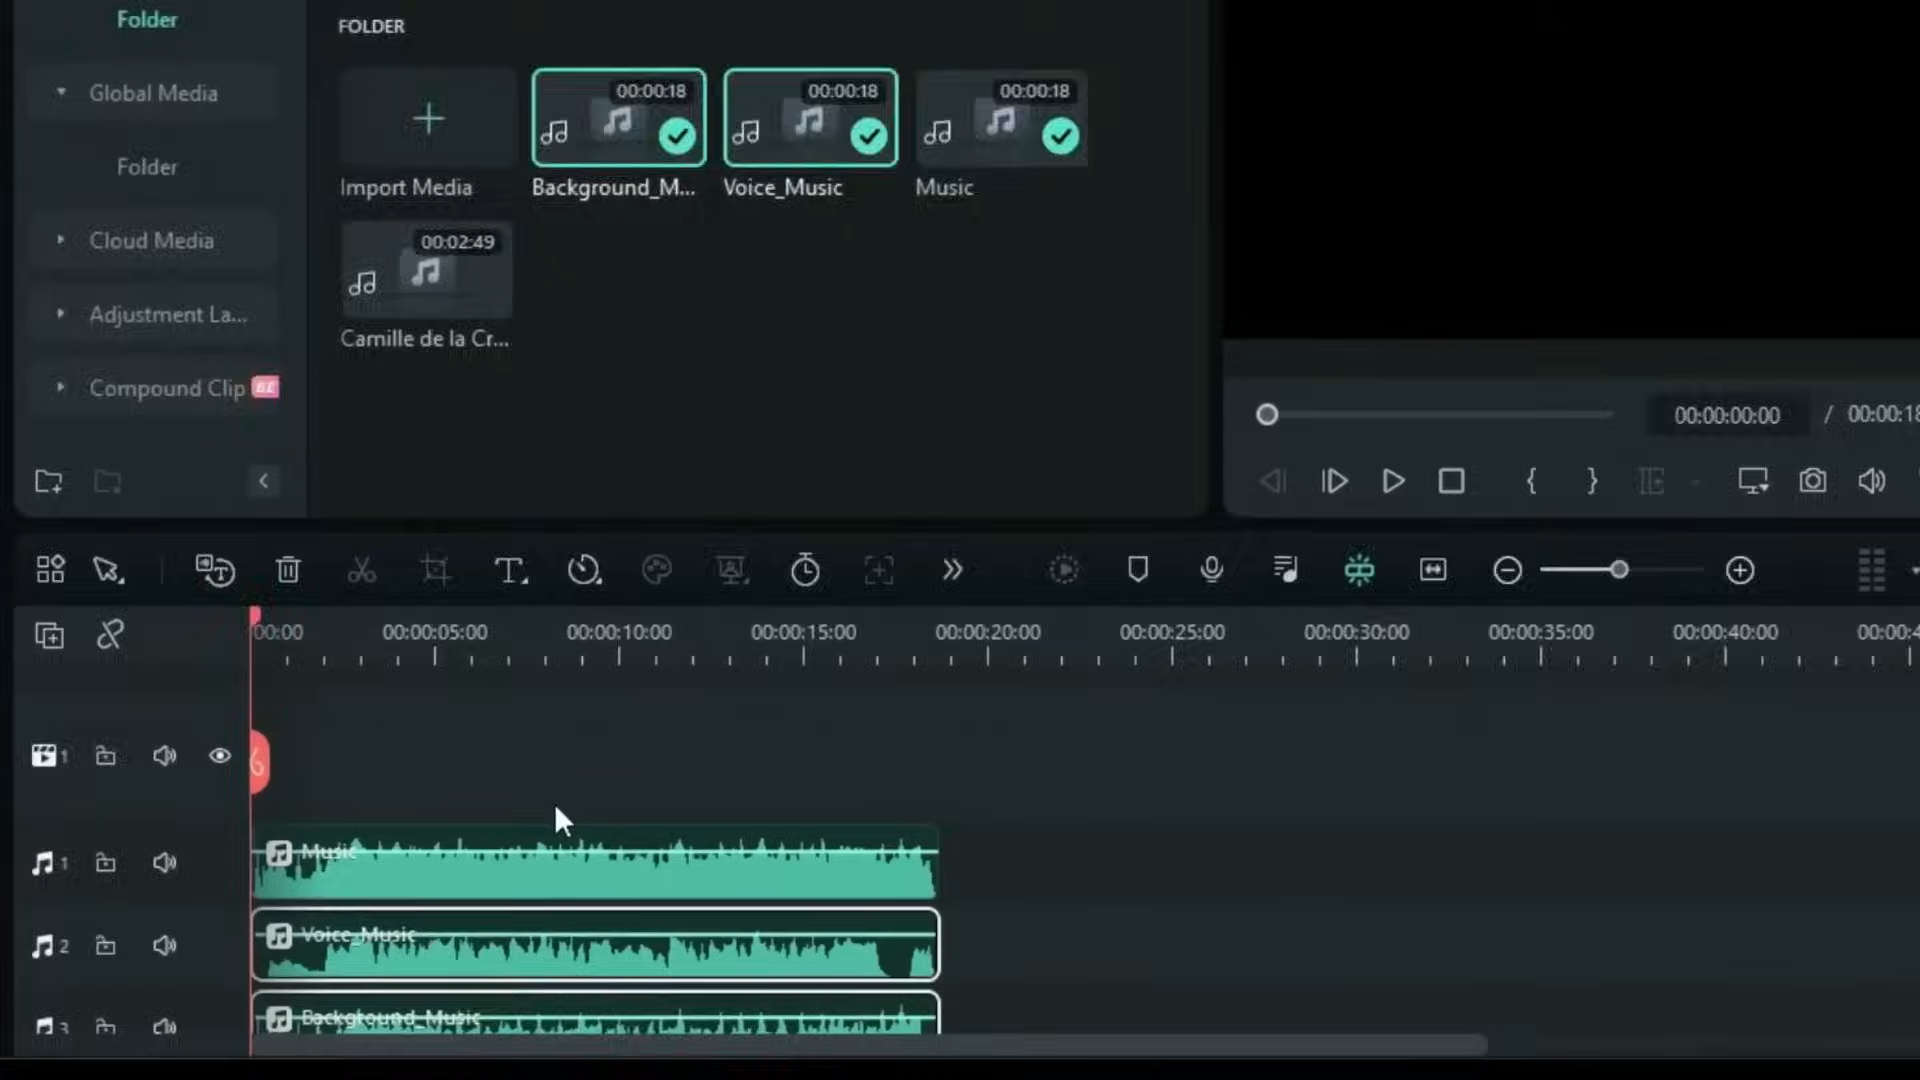 Folder
Global Media
Folder
Cloud Media
Adjustment La...
Compound Clip
FOLDER
Import Media
00:00:18
Background_M...
00:00:18
Voice_Music
00:00:18
Music
00:02:49
Camille de la Cr...
00:00:00:00 / 00:00:18
00:00 00:00:05:00 00:00:10:00 00:00:15:00 00:00:20:00 00:00:25:00 00:00:30:00 00:00:35:00 00:00:40:00 00:00:4
1
1
Music
2
Voice_Music
3
Background_Music